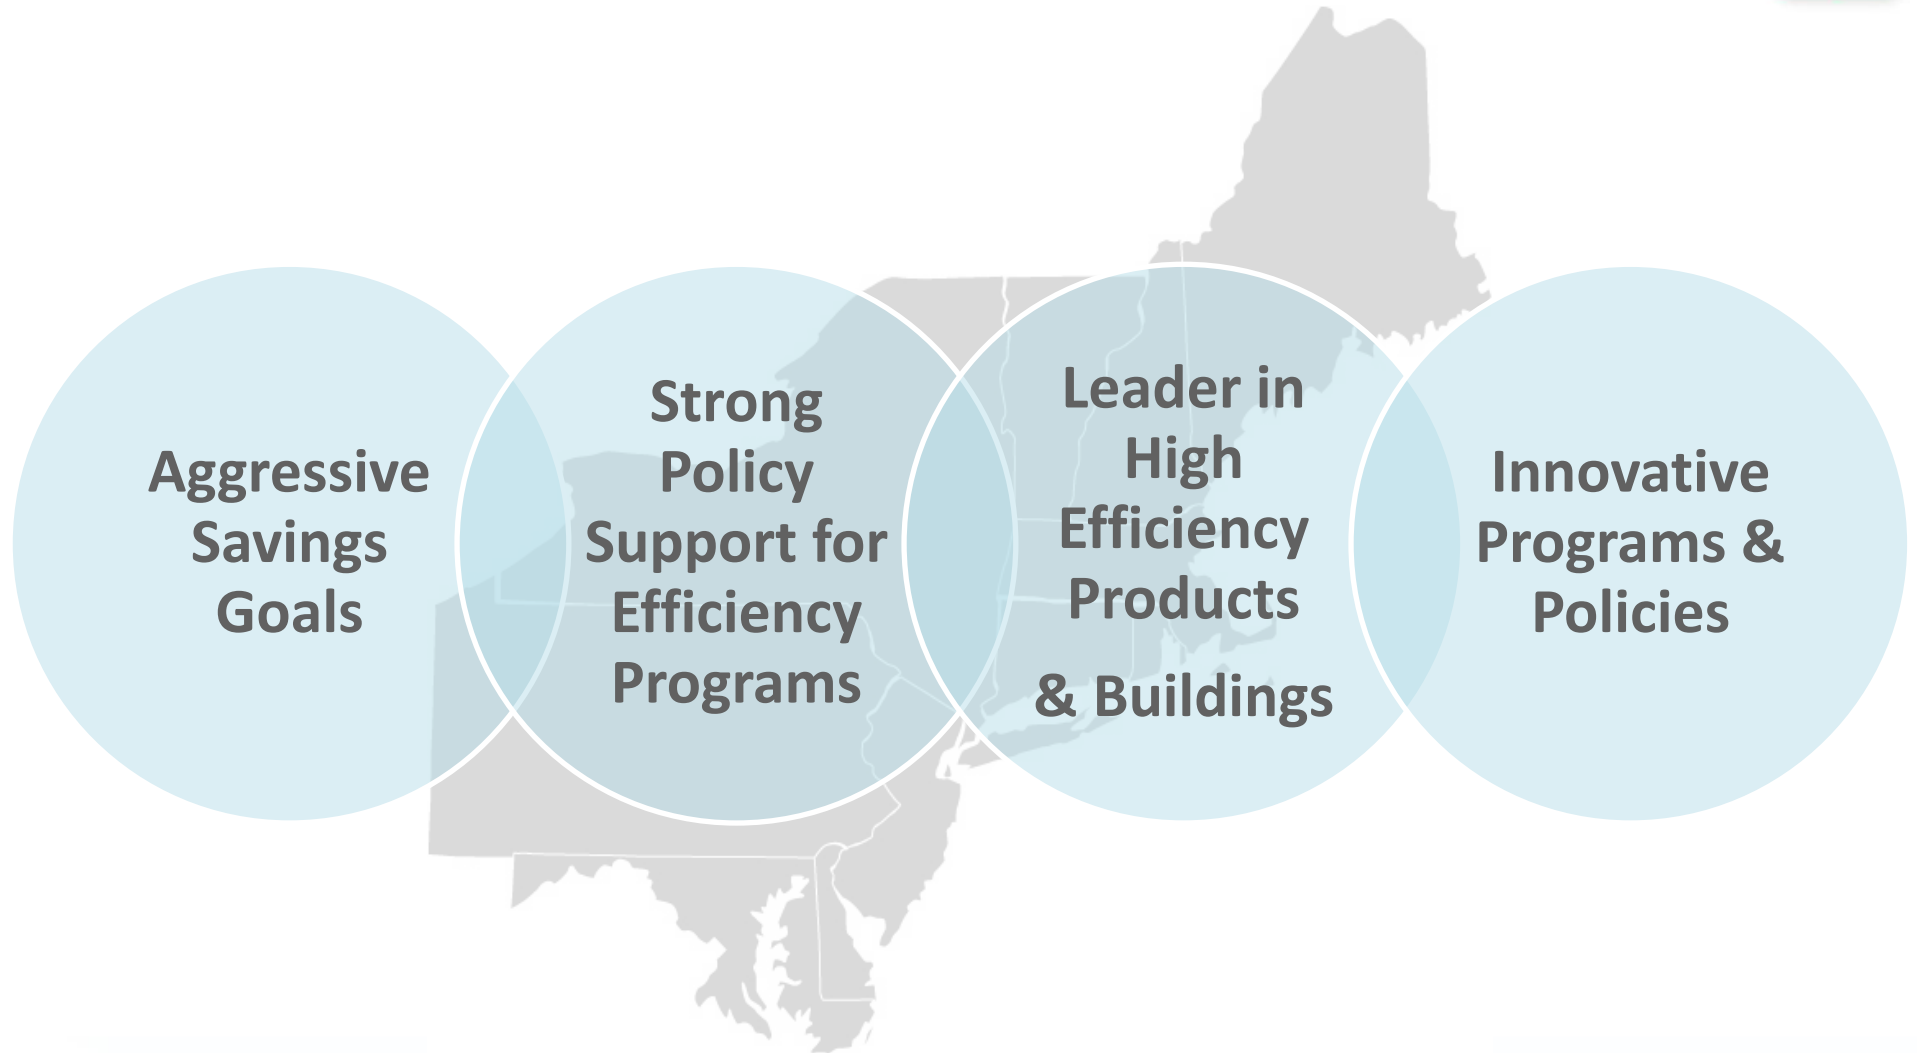 Aggressive
Savings
Goals
Strong
Policy
Support for
Efficiency
Programs
Leader in
High
Efficiency
Products
& Buildings
Innovative
Programs &
Policies